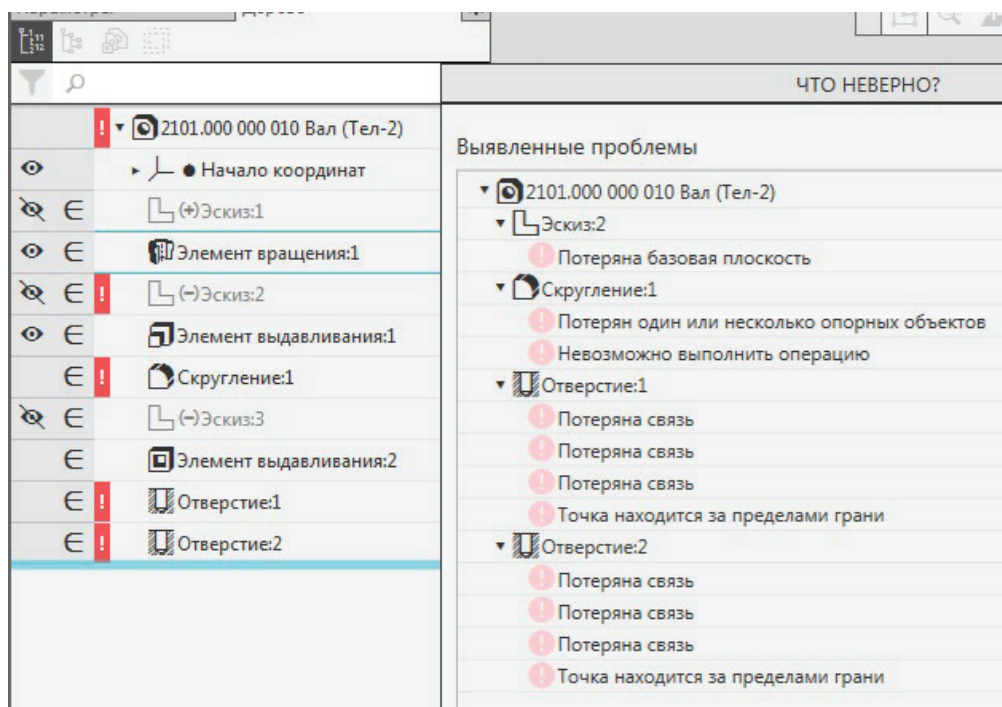 Параметры
Дерево
ЧТО НЕВЕРНО?
2101.000 000 010 Вал (Тел-2)
Начало координат
(+)Эскиз:1
Элемент вращения:1
(−)Эскиз:2
Элемент выдавливания:1
Скругление:1
(−)Эскиз:3
Элемент выдавливания:2
Отверстие:1
Отверстие:2
Выявленные проблемы
2101.000 000 010 Вал (Тел-2)
Эскиз:2
Потеряна базовая плоскость
Скругление:1
Потерян один или несколько опорных объектов
Невозможно выполнить операцию
Отверстие:1
Потеряна связь
Потеряна связь
Потеряна связь
Точка находится за пределами грани
Отверстие:2
Потеряна связь
Потеряна связь
Потеряна связь
Точка находится за пределами грани